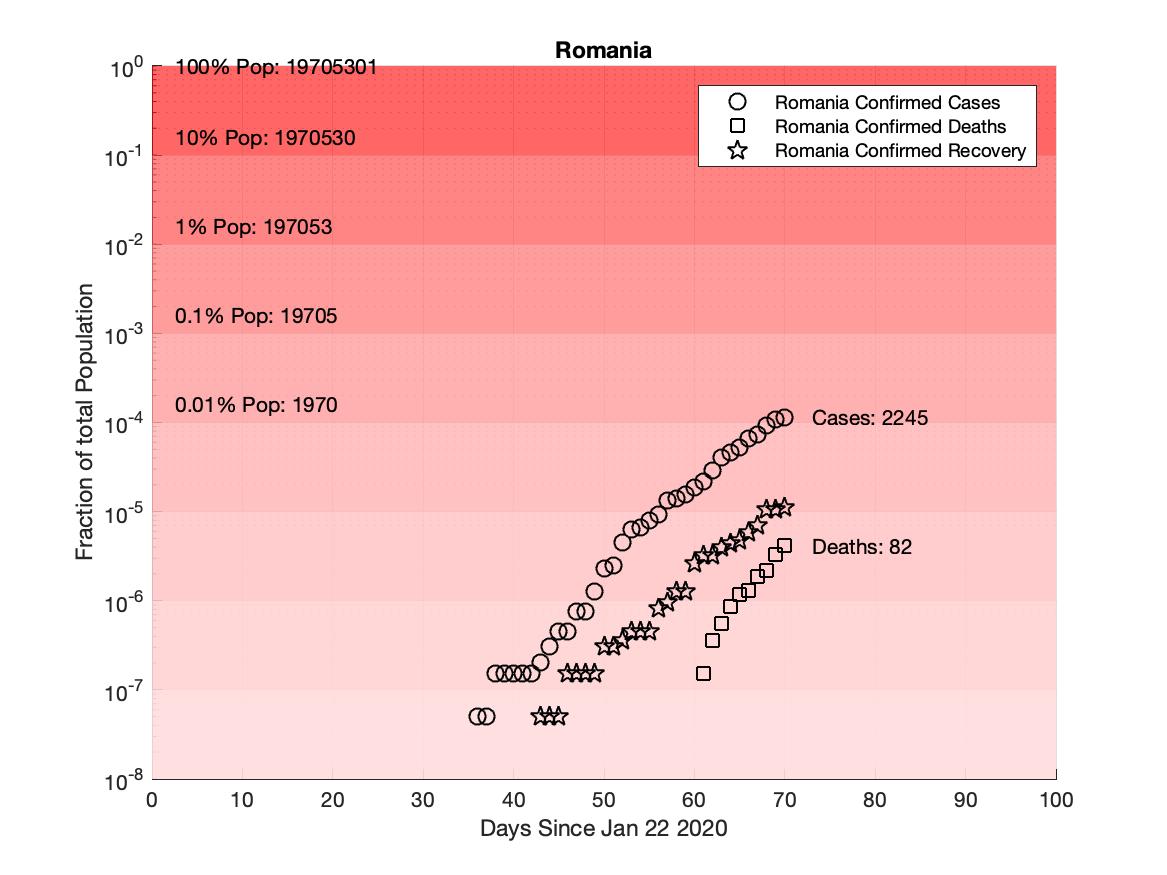 Romania
10^0
10^-1
10^-2
10^-3
10^-4
10^-5
10^-6
10^-7
10^-8
Fraction of total Population
100% Pop: 19705301
10% Pop: 1970530
1% Pop: 197053
0.1% Pop: 19705
0.01% Pop: 1970
Romania Confirmed Cases
Romania Confirmed Deaths
Romania Confirmed Recovery
Cases: 2245
Deaths: 82
0 10 20 30 40 50 60 70 80 90 100
Days Since Jan 22 2020